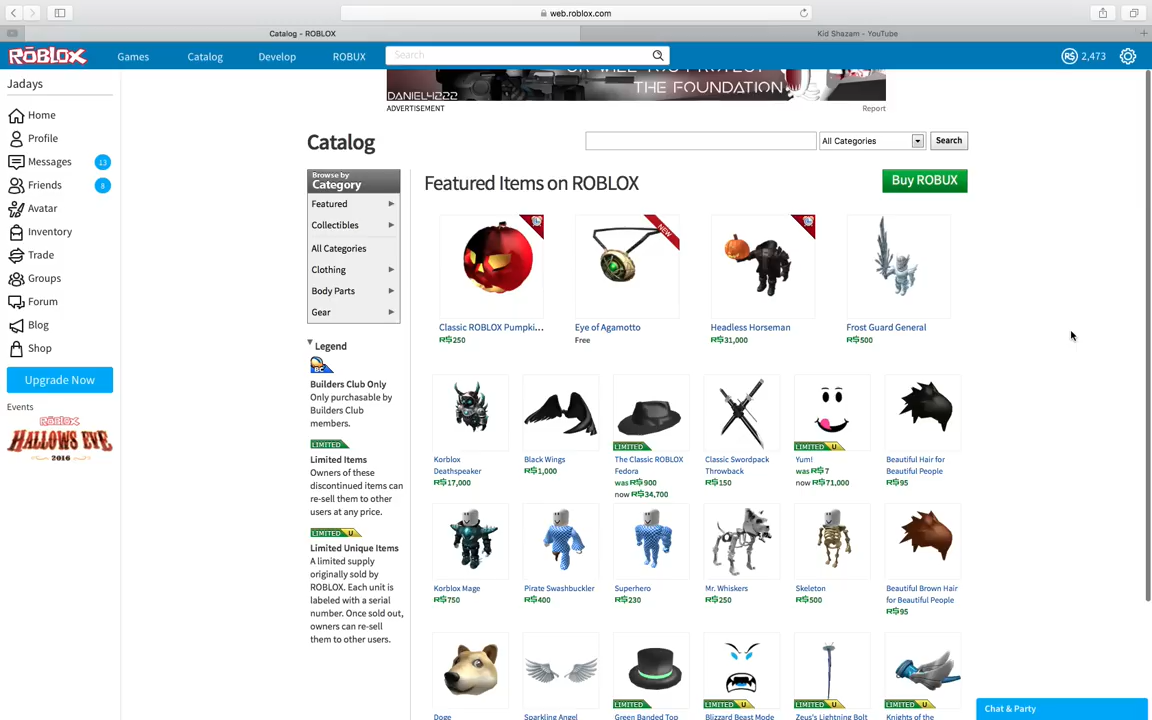 web.roblox.com
Catalog - ROBLOX
Kid Shazam - YouTube
ROBLOX
Games
Catalog
Develop
ROBUX
Search
R$ 2,473
Jadays
THE FOUNDATION
DANIEL4222
ADVERTISEMENT
Report
Home
Profile
Messages 13
Friends 8
Avatar
Inventory
Trade
Groups
Forum
Blog
Shop
Upgrade Now
Events
ROBLOX
HALLOWS EVE
2016
Catalog
All Categories
Search
Browse by
Category
Featured
Collectibles
All Categories
Clothing
Body Parts
Gear
Legend
BC
Builders Club Only
Only purchasable by
Builders Club
members.
LIMITED
Limited Items
Owners of these
discontinued items can
re-sell them to other
users at any price.
LIMITED U
Limited Unique Items
A limited supply
originally sold by
ROBLOX. Each unit is
labeled with a serial
number. Once sold out,
owners can re-sell
them to other users.
Featured Items on ROBLOX
Buy ROBUX
NEW
Classic ROBLOX Pumpki...
R$250
Eye of Agamotto
Free
Headless Horseman
R$31,000
Frost Guard General
R$500
Korblox
Deathspeaker
R$17,000
Black Wings
R$1,000
LIMITED
The Classic ROBLOX
Fedora
was R$900
now R$34,700
Classic Swordpack
Throwback
R$150
LIMITED U
Yum!
was R$7
now R$71,000
Beautiful Hair for
Beautiful People
R$95
Korblox Mage
R$750
Pirate Swashbuckler
R$400
Superhero
R$230
Mr. Whiskers
R$250
Skeleton
R$500
Beautiful Brown Hair
for Beautiful People
R$95
Doge
Sparkling Angel
LIMITED
Green Banded Top
LIMITED U
Blizzard Beast Mode
LIMITED U
Zeus's Lightning Bolt
LIMITED U
Knights of the
Chat & Party